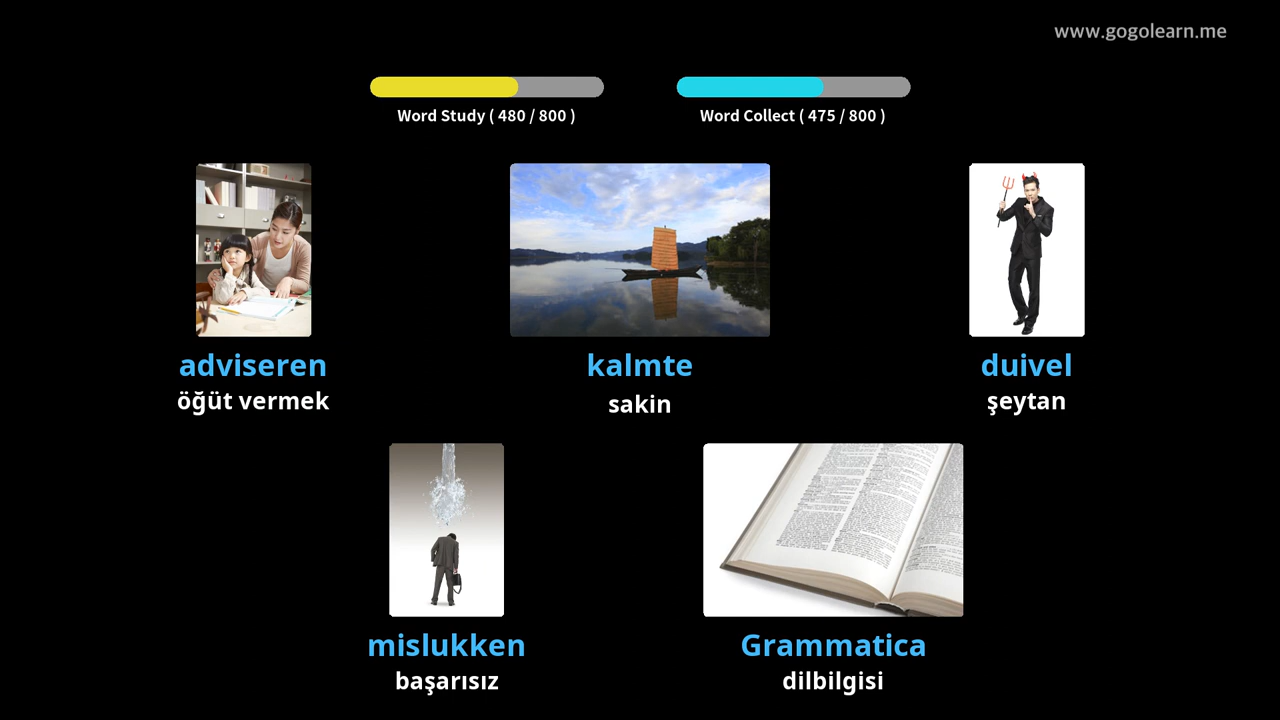 www.gogolearn.me
Word Study ( 480 / 800 )
Word Collect ( 475 / 800 )
adviseren
öğüt vermek
kalmte
sakin
duivel
şeytan
mislukken
başarısız
Grammatica
dilbilgisi